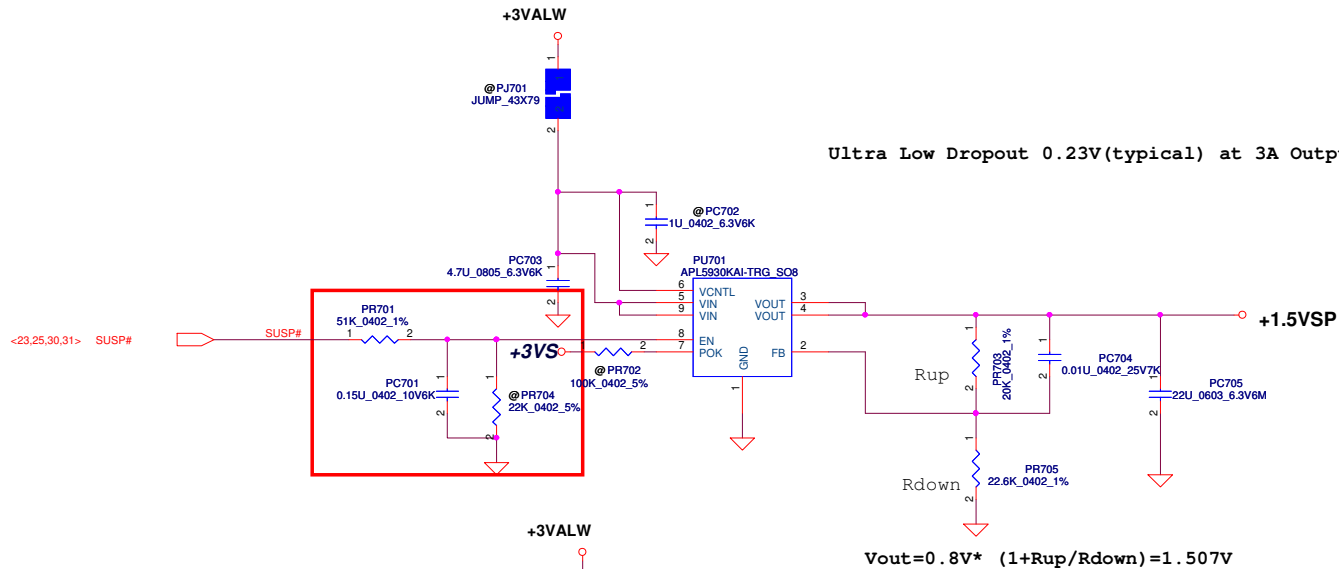 +3VALW
1
@PJ701
JUMP_43X79
2
Ultra Low Dropout 0.23V(typical) at 3A Outp
1
@PC702
1U_0402_6.3V6K
2
PC703
4.7U_0805_6.3V6K
1
2
PU701
APL5930KAI-TRG_SO8
6 VCNTL
5 VIN
9 VIN
VOUT 3
VOUT 4
8 EN
7 POK
FB 2
GND
1
<23,25,30,31> SUSP#
SUSP#
PR701
51K_0402_1%
1 2
+3VS
1 2
@PR702
100K_0402_5%
1
PC701
0.15U_0402_10V6K
2
1
@PR704
22K_0402_5%
2
+1.5VSP
Rup
1
PR703
20K_0402_1%
2
1
PC704
0.01U_0402_25V7K
2
1
PC705
22U_0603_6.3V6M
2
Rdown
1
PR705
22.6K_0402_1%
2
+3VALW
Vout=0.8V* (1+Rup/Rdown)=1.507V